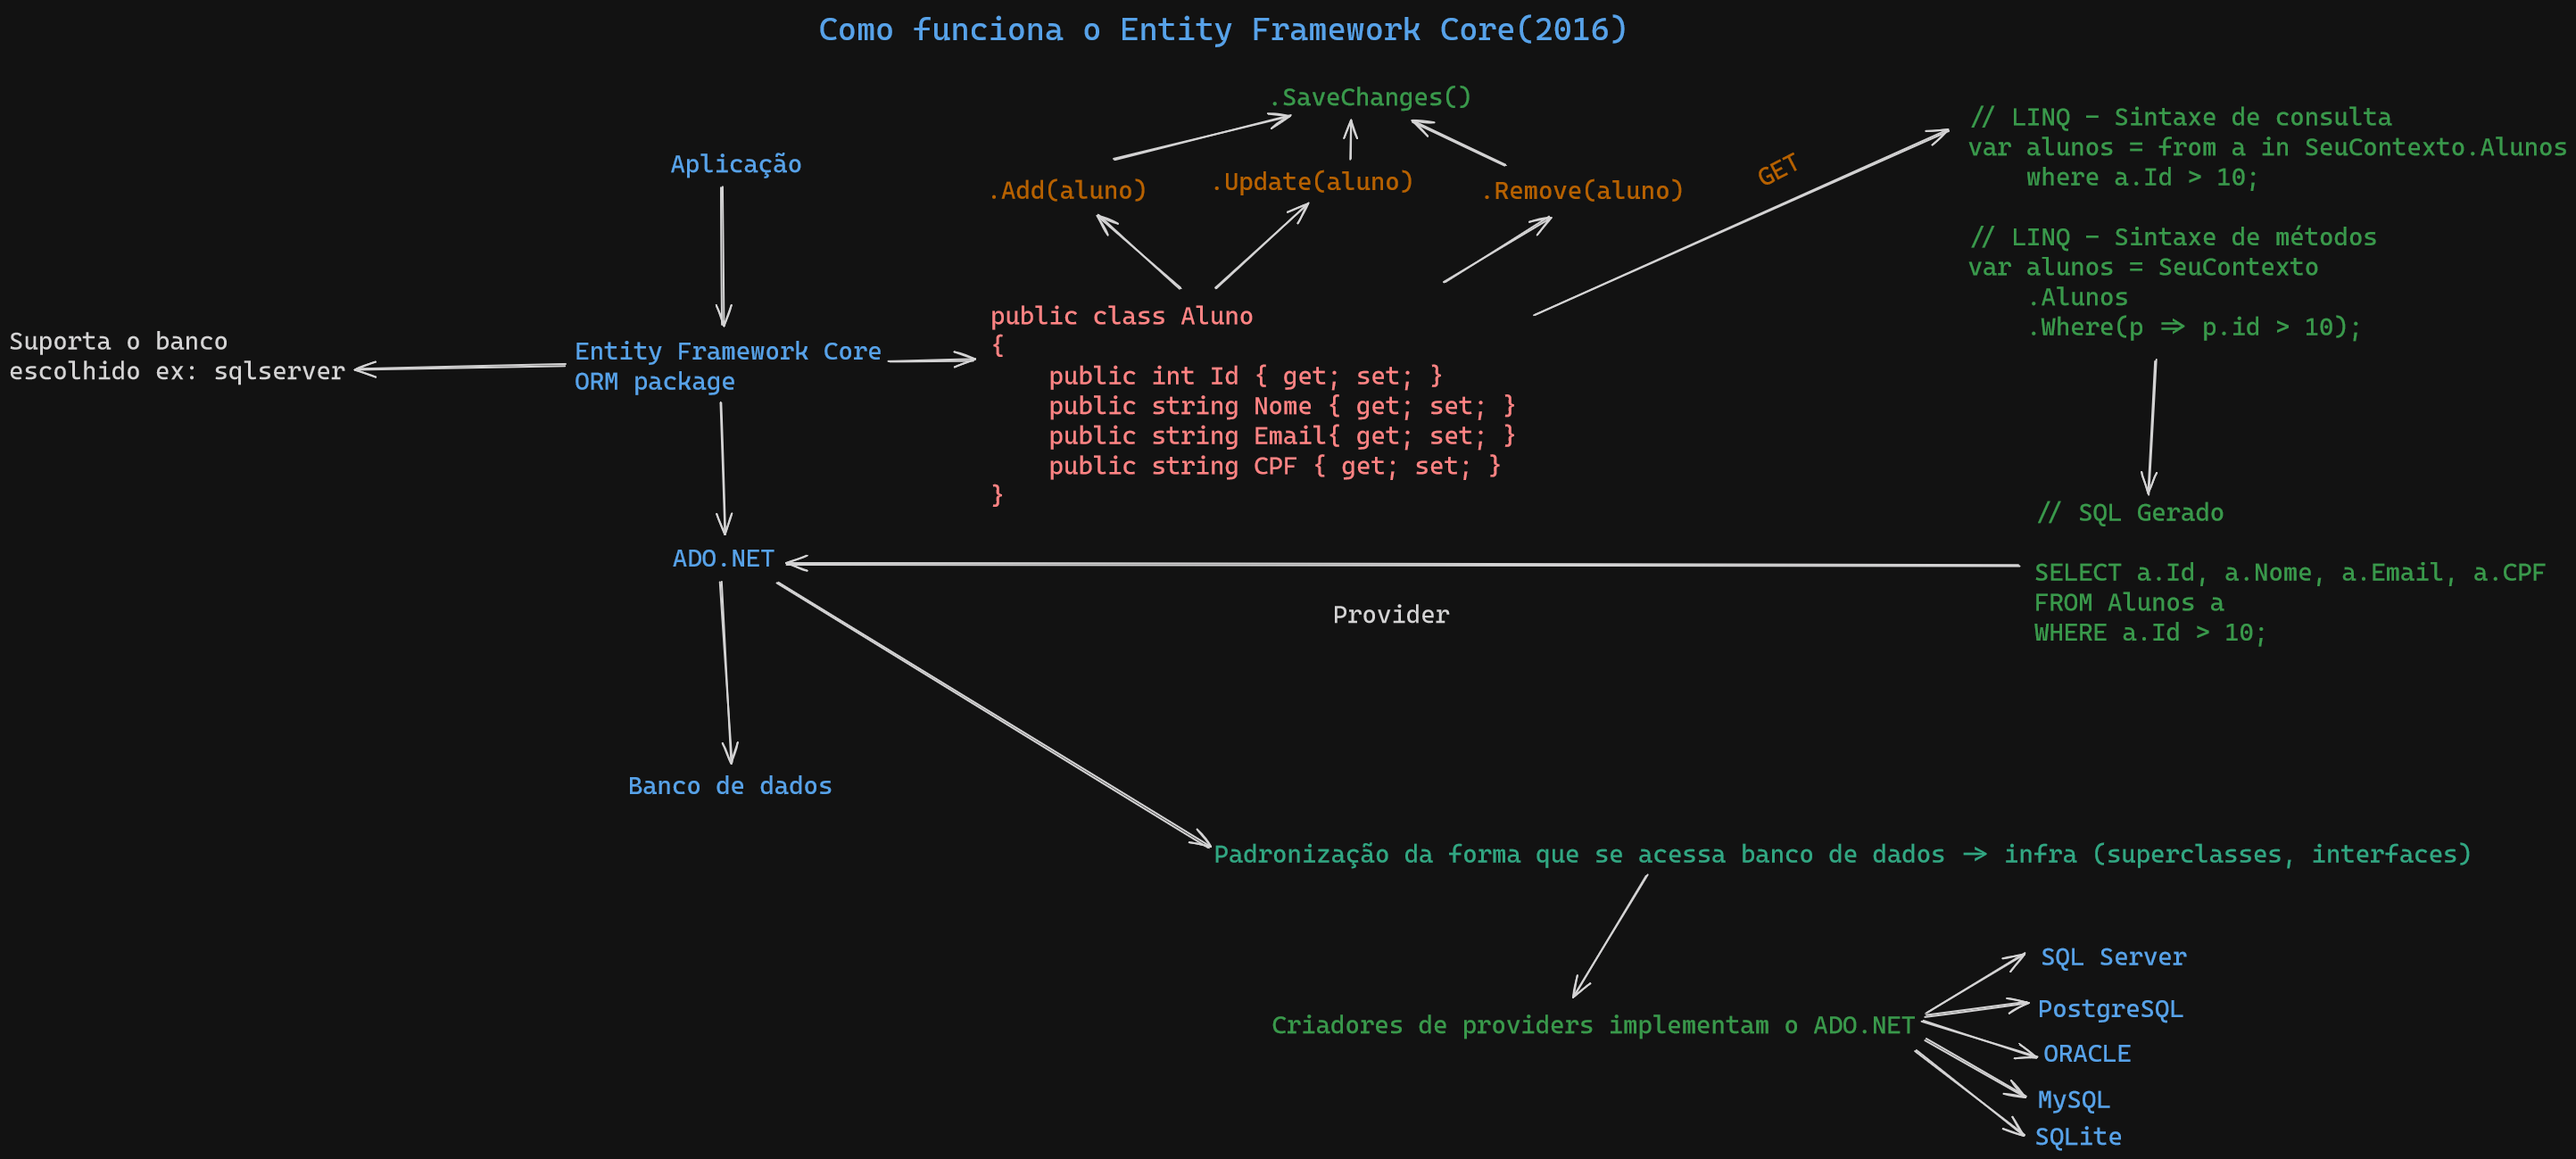 Como funciona o Entity Framework Core(2016)
.SaveChanges()
.Add(aluno)
.Update(aluno)
.Remove(aluno)
GET
// LINQ - Sintaxe de consulta
var alunos = from a in SeuContexto.Alunos
    where a.Id > 10;
// LINQ - Sintaxe de métodos
var alunos = SeuContexto
    .Alunos
    .Where(p => p.id > 10);
Aplicação
Suporta o banco
escolhido ex: sqlserver
Entity Framework Core
ORM package
public class Aluno
{
    public int Id { get; set; }
    public string Nome { get; set; }
    public string Email{ get; set; }
    public string CPF { get; set; }
}
// SQL Gerado
SELECT a.Id, a.Nome, a.Email, a.CPF
FROM Alunos a
WHERE a.Id > 10;
ADO.NET
Provider
Banco de dados
Padronização da forma que se acessa banco de dados -> infra (superclasses, interfaces)
Criadores de providers implementam o ADO.NET
SQL Server
PostgreSQL
ORACLE
MySQL
SQLite